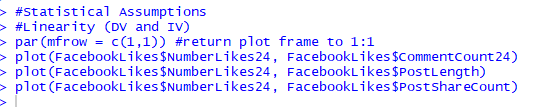 > #Statistical Assumptions
> #Linearity (DV and IV)
> par(mfrow = c(1,1)) #return plot frame to 1:1
> plot(FacebookLikes$NumberLikes24, FacebookLikes$CommentCount24)
> plot(FacebookLikes$NumberLikes24, FacebookLikes$PostLength)
> plot(FacebookLikes$NumberLikes24, FacebookLikes$PostShareCount)
>